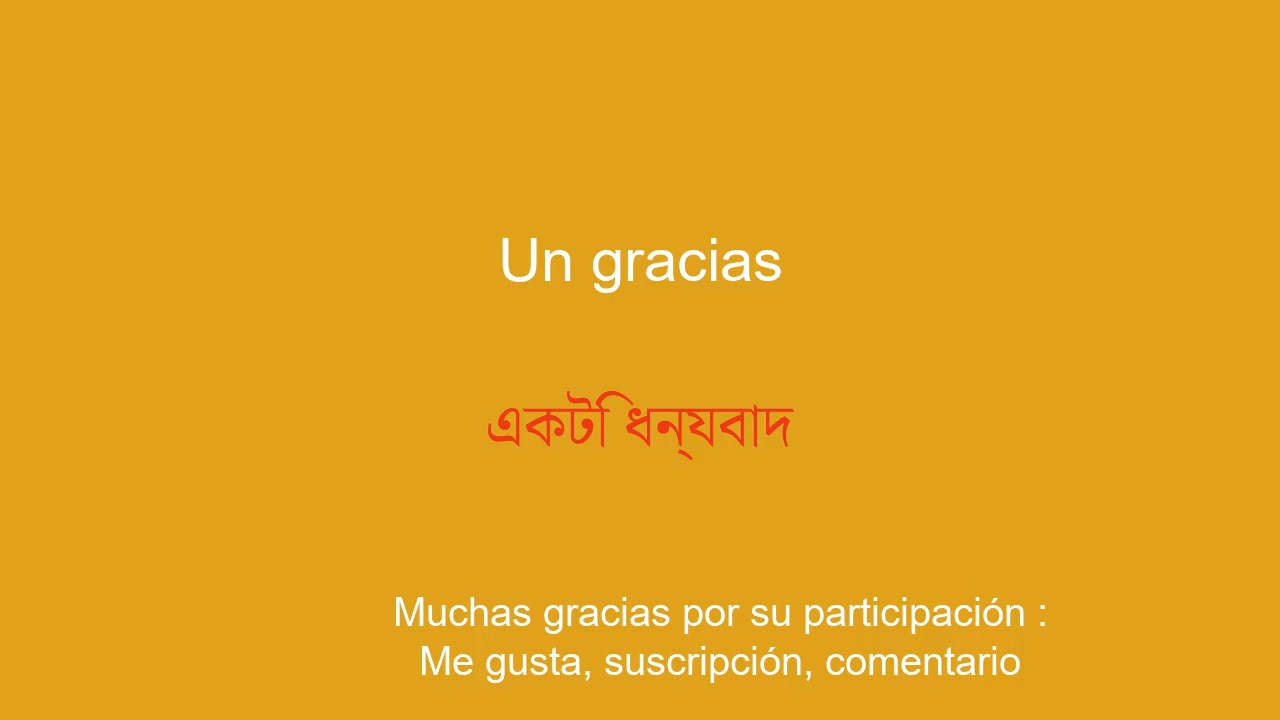 Un gracias
একটি ধন্যবাদ
Muchas gracias por su participación :
Me gusta, suscripción, comentario